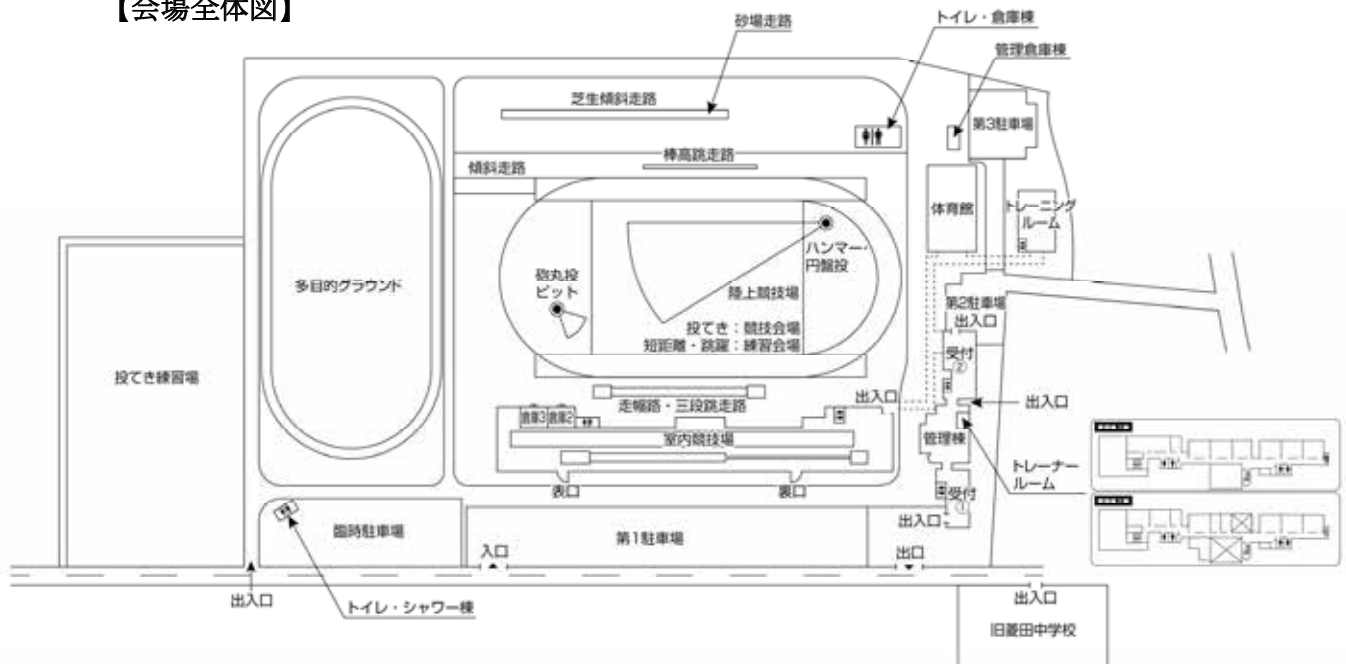 【会場全体図】
砂場走路
トイレ・倉庫棟
管理倉庫棟
芝生傾斜走路
第3駐車場
棒高跳走路
傾斜走路
体育館
トレーニング
ルーム
ハンマー・
円盤投
砲丸投
ピット
多目的グラウンド
陸上競技場
第2駐車場
出入口
投てき:競技会場
短距離・跳躍:練習会場
受付
②
投てき練習場
出入口
走幅路・三段跳走路
出入口
倉庫3
倉庫2
室内競技場
管理棟
トレーナー
ルーム
表口
裏口
受付
①
出入口
臨時駐車場
第1駐車場
入口
出口
出入口
トイレ・シャワー棟
出入口
旧菱田中学校